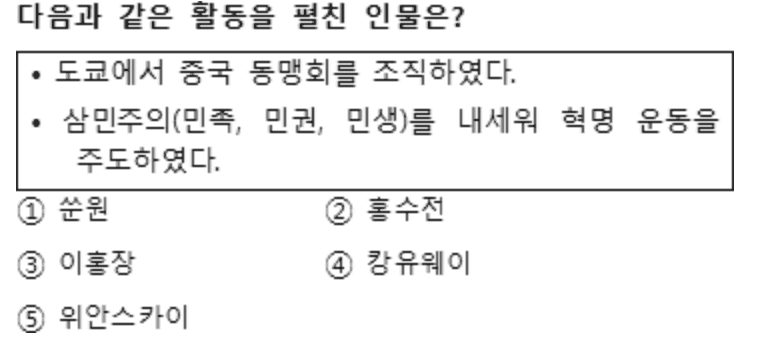 다음과 같은 활동을 펼친 인물은?
• 도쿄에서 중국 동맹회를 조직하였다.
• 삼민주의(민족, 민권, 민생)를 내세워 혁명 운동을
주도하였다.
① 쑨원 ② 홍수전
③ 이홍장 ④ 캉유웨이
⑤ 위안스카이